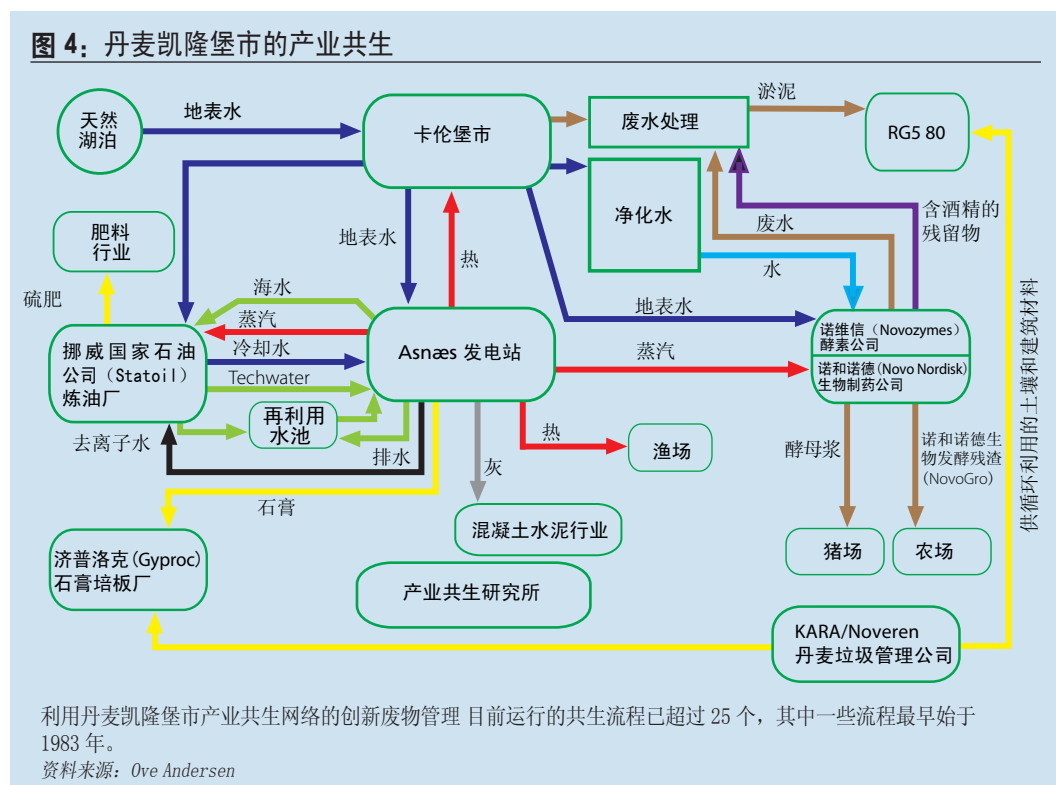 图 4：丹麦凯隆堡市的产业共生
天然
湖泊
地表水
卡伦堡市
废水处理
淤泥
RG5 80
净化水
含酒精的
残留物
废水
水
肥料
行业
地表水
热
硫肥
海水
蒸汽
地表水
挪威国家石油
公司（Statoil）
炼油厂
冷却水
Techwater
Asnæs 发电站
蒸汽
诺维信（Novozymes）
酵素公司
诺和诺德(Novo Nordisk)
生物制药公司
供循环利用的土壤和建筑材料
再利用
水池
去离子水
排水
热
渔场
灰
酵母浆
诺和诺德生
物发酵残渣
(NovoGro)
石膏
混凝土水泥行业
猪场
农场
济普洛克(Gyproc)
石膏培板厂
产业共生研究所
KARA/Noveren
丹麦垃圾管理公司
利用丹麦凯隆堡市产业共生网络的创新废物管理 目前运行的共生流程已超过 25 个，其中一些流程最早始于
1983 年。
资料来源：Ove Andersen